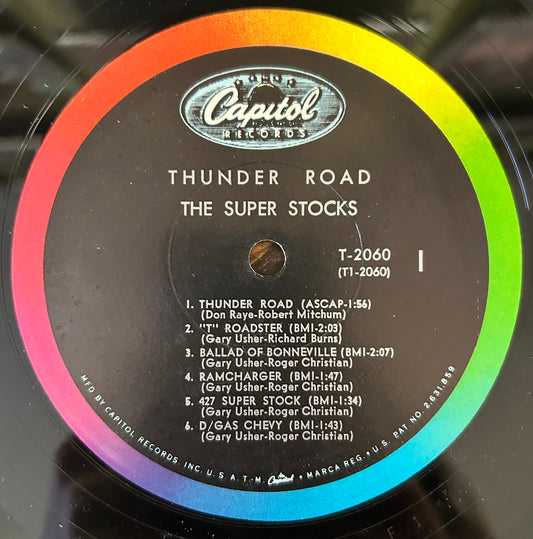 Capitol
RECORDS
THUNDER ROAD
THE SUPER STOCKS
T-2060
(T1-2060)
1
1. THUNDER ROAD (ASCAP-1:56)
(Don Raye-Robert Mitchum)
2. "T" ROADSTER (BMI-2:03)
(Gary Usher-Richard Burns)
3. BALLAD OF BONNEVILLE (BMI-2:07)
(Gary Usher-Roger Christian)
4. RAMCHARGER (BMI-1:47)
(Gary Usher-Roger Christian)
5. 427 SUPER STOCK (BMI-1:34)
(Gary Usher-Roger Christian)
6. D/GAS CHEVY (BMI-1:43)
(Gary Usher-Roger Christian)
MFD BY CAPITOL RECORDS, INC. U. S. A. T.-M. Capitol • MARCA REG. • U. S. PAT. NO. 2,631,859